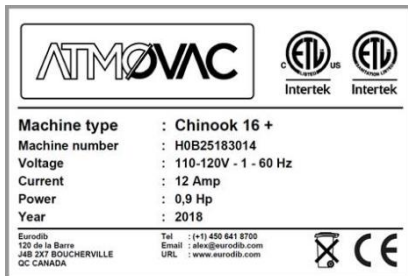 ATMOVAC
ETL
C US
LISTED
Intertek
ETL
Intertek
Machine type : Chinook 16 +
Machine number : H0B25183014
Voltage : 110-120V - 1 - 60 Hz
Current : 12 Amp
Power : 0,9 Hp
Year : 2018
Eurodib
120 de la Barre
J4B 2X7 BOUCHERVILLE
QC CANADA
Tel : (+1) 450 641 8700
Email : alex@eurodib.com
URL : www.eurodib.com
CE